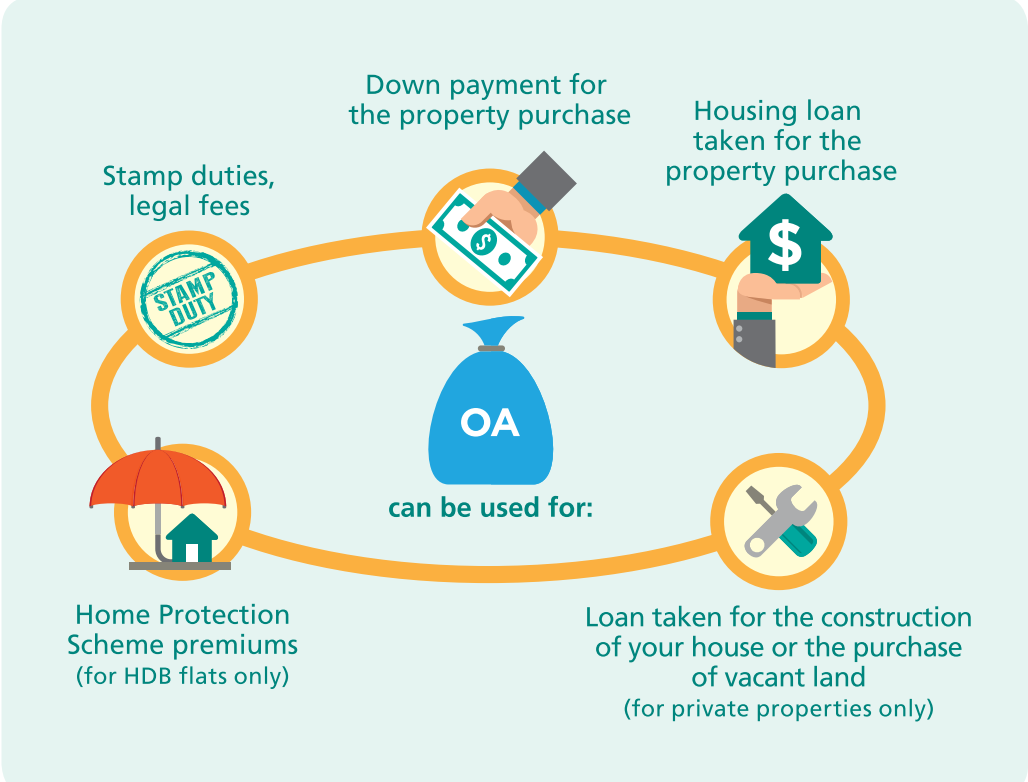 Down payment for
the property purchase
Housing loan
taken for the
property purchase
Stamp duties,
legal fees
$
$
STAMP
DUTY
OA
can be used for:
Home Protection
Scheme premiums
(for HDB flats only)
Loan taken for the construction
of your house or the purchase
of vacant land
(for private properties only)